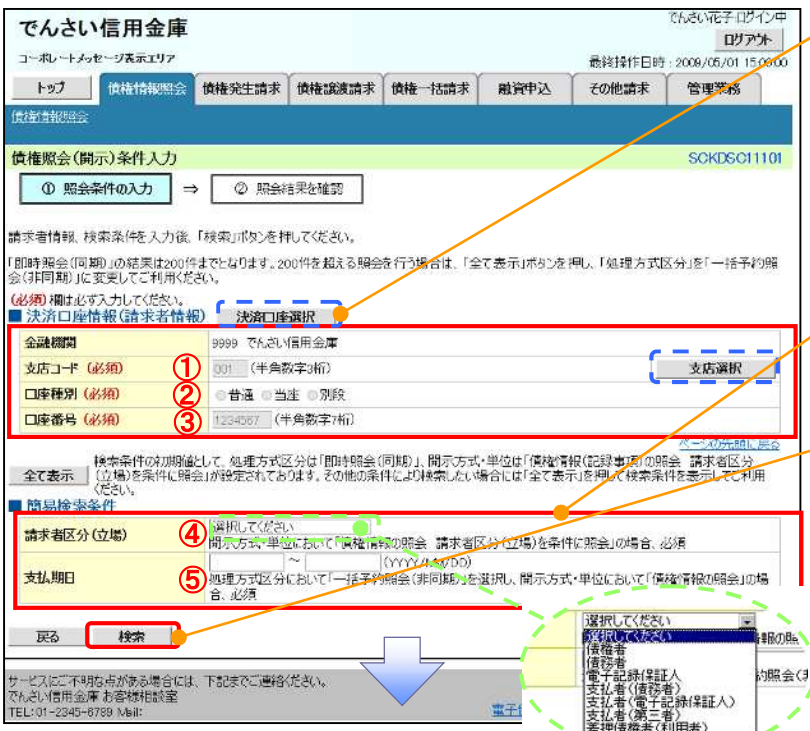 でんさい信用金庫
でんさい花子 ログイン中
ログアウト
コーポレートメッセージ表示エリア
最終操作日時：2009/05/01 15:00:00
トップ 債権情報照会 債権発生請求 債権譲渡請求 債権一括請求 融資申込 その他請求 管理業務
債権情報照会
債権照会（開示）条件入力 SCKDSC11101
① 照会条件の入力 ⇒ ② 照会結果を確認
請求者情報、検索条件を入力後、「検索」ボタンを押してください。
「即時照会（同期）」の結果は200件までとなります。200件を超える照会を行う場合は、「全て表示」ボタンを押し、「処理方式区分」を「一括予約照
会（非同期）」に変更してご利用ください。
（必須）欄は必ず入力してください。
■ 決済口座情報（請求者情報） 決済口座選択
金融機関 9999 でんさい信用金庫
支店コード （必須） ① 001 （半角数字3桁） 支店選択
口座種別 （必須） ② 普通 当座 別段
口座番号 （必須） ③ 1234567 （半角数字7桁）
ページの先頭に戻る
全て表示
検索条件の初期値として、処理方式区分は「即時照会（同期）」、開示方式・単位は「債権情報（記録事項）の照会 請求者区分
（立場）を条件に照会」が設定されております。その他の条件により検索したい場合には「全て表示」を押して検索条件を表示してご利用
ください。
■ 簡易検索条件
請求者区分（立場） ④ 選択してください
開示方式・単位において「債権情報の照会 請求者区分（立場）を条件に照会」の場合、必須
支払期日 ⑤ ～ （YYYY/MM/DD）
処理方式区分において「一括予約照会（非同期）」を選択し、開示方式・単位において「債権情報の照会」の場
合、必須
戻る 検索
選択してください
選択してください
債権者
債務者
電子記録保証人
支払者（債務者）
支払者（電子記録保証人）
支払者（第三者）
差押債権者（利用者）
サービスにご不明な点がある場合には、下記までご連絡ください。
でんさい信用金庫 お客様相談室
TEL：01-2345-6789 Mail：